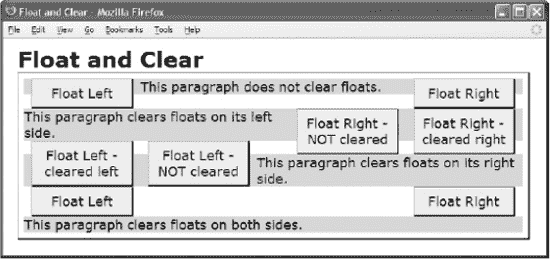 Float and Clear - Mozilla Firefox
File Edit View Go Bookmarks Tools Help
Float and Clear
Float Left
This paragraph does not clear floats.
Float Right
This paragraph clears floats on its left
side.
Float Right -
NOT cleared
Float Right -
cleared right
Float Left -
cleared left
Float Left -
NOT cleared
This paragraph clears floats on its right
side.
Float Left
Float Right
This paragraph clears floats on both sides.